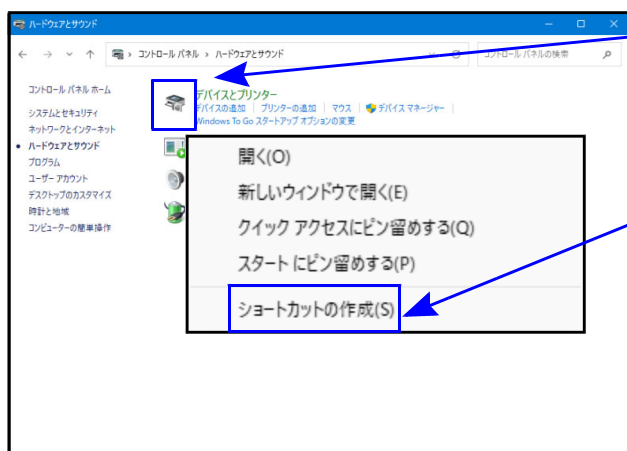 ハードウェアとサウンド
コントロール パネル › ハードウェアとサウンド
コントロール パネルの検索
コントロール パネル ホーム
システムとセキュリティ
ネットワークとインターネット
ハードウェアとサウンド
プログラム
ユーザー アカウント
デスクトップのカスタマイズ
時計と地域
コンピューターの簡単操作
デバイスとプリンター
デバイスの追加 | プリンターの追加 | マウス | デバイス マネージャー |
Windows To Go スタートアップ オプションの変更
開く(O)
新しいウィンドウで開く(E)
クイック アクセスにピン留めする(Q)
スタート にピン留めする(P)
ショートカットの作成(S)